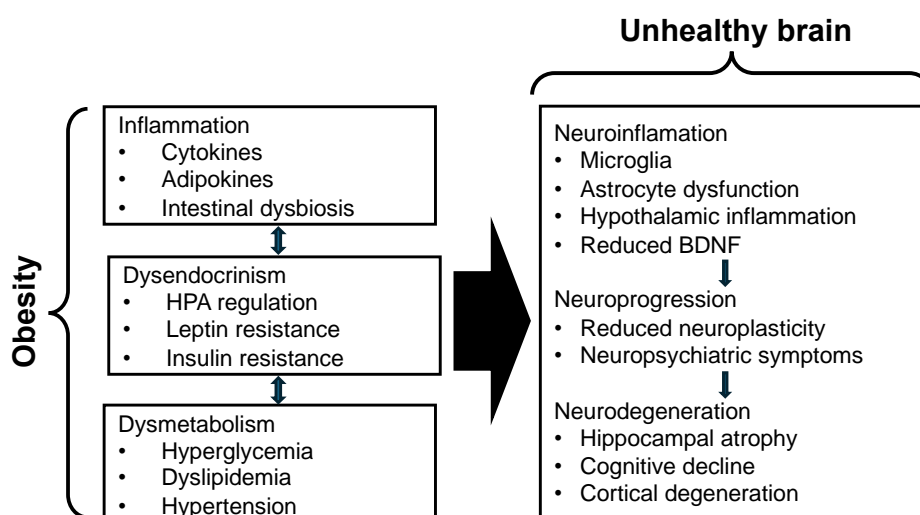 Unhealthy brain
Obesity
Inflammation
• Cytokines
• Adipokines
• Intestinal dysbiosis
Dysendocrinism
• HPA regulation
• Leptin resistance
• Insulin resistance
Dysmetabolism
• Hyperglycemia
• Dyslipidemia
• Hypertension
Neuroinflamation
• Microglia
• Astrocyte dysfunction
• Hypothalamic inflammation
• Reduced BDNF
Neuroprogression
• Reduced neuroplasticity
• Neuropsychiatric symptoms
Neurodegeneration
• Hippocampal atrophy
• Cognitive decline
• Cortical degeneration